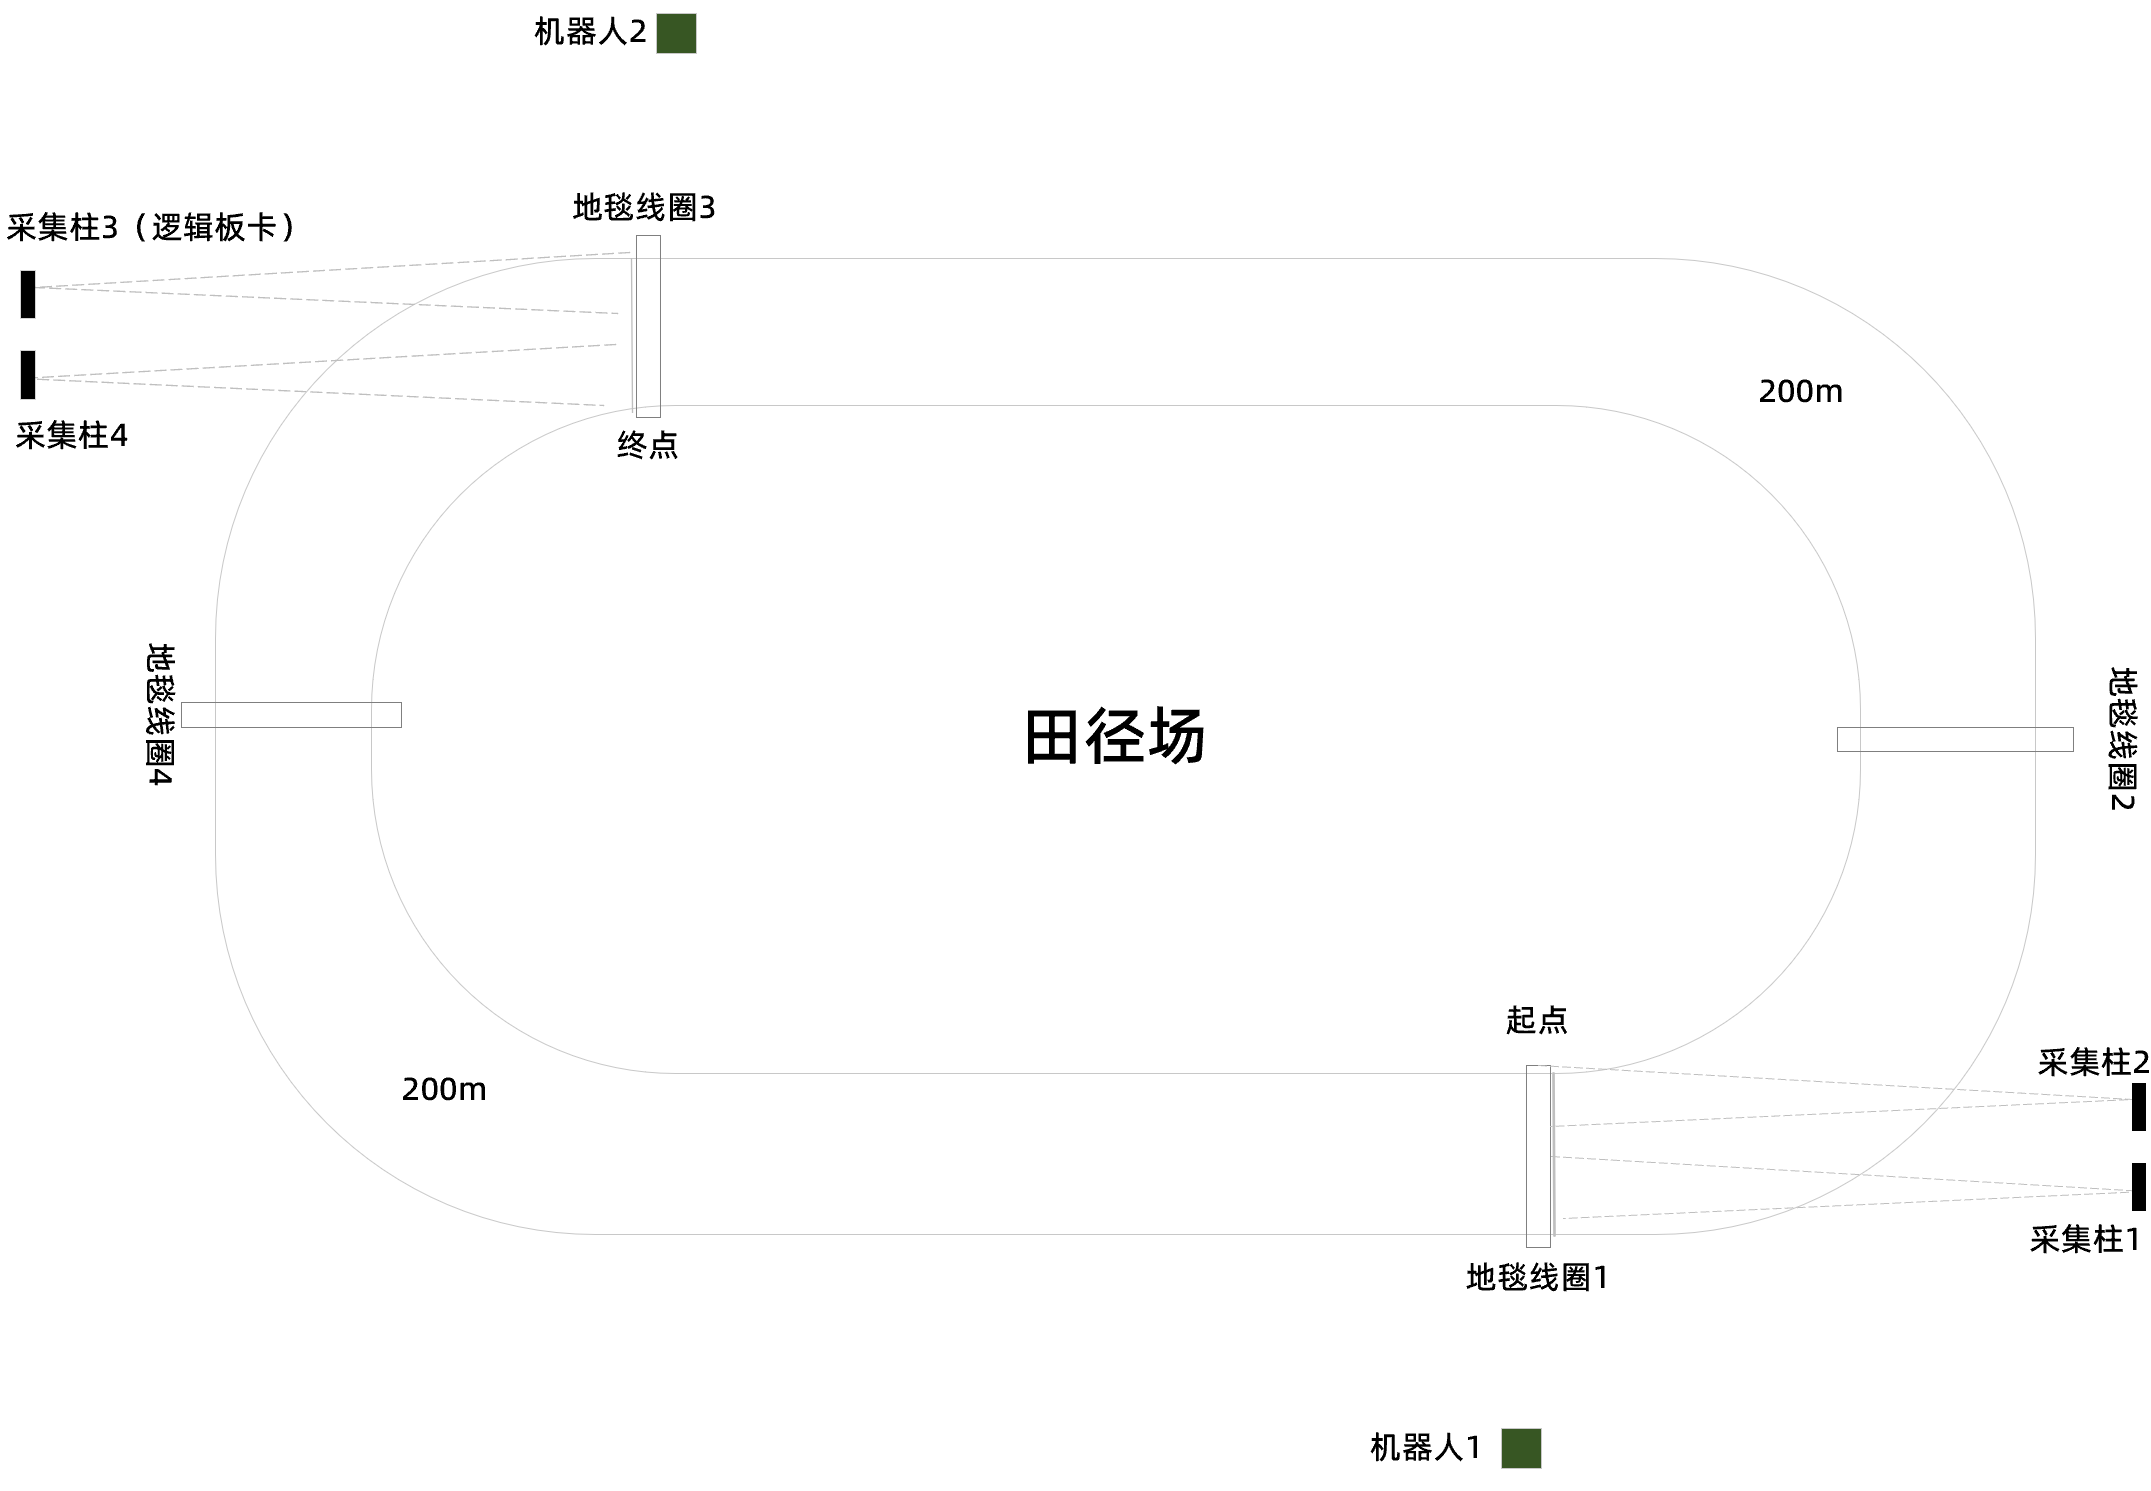 机器人2
地毯线圈3
采集柱3（逻辑板卡）
200m
采集柱4
终点
地毯线圈4
田径场
地毯线圈2
起点
采集柱2
200m
采集柱1
地毯线圈1
机器人1